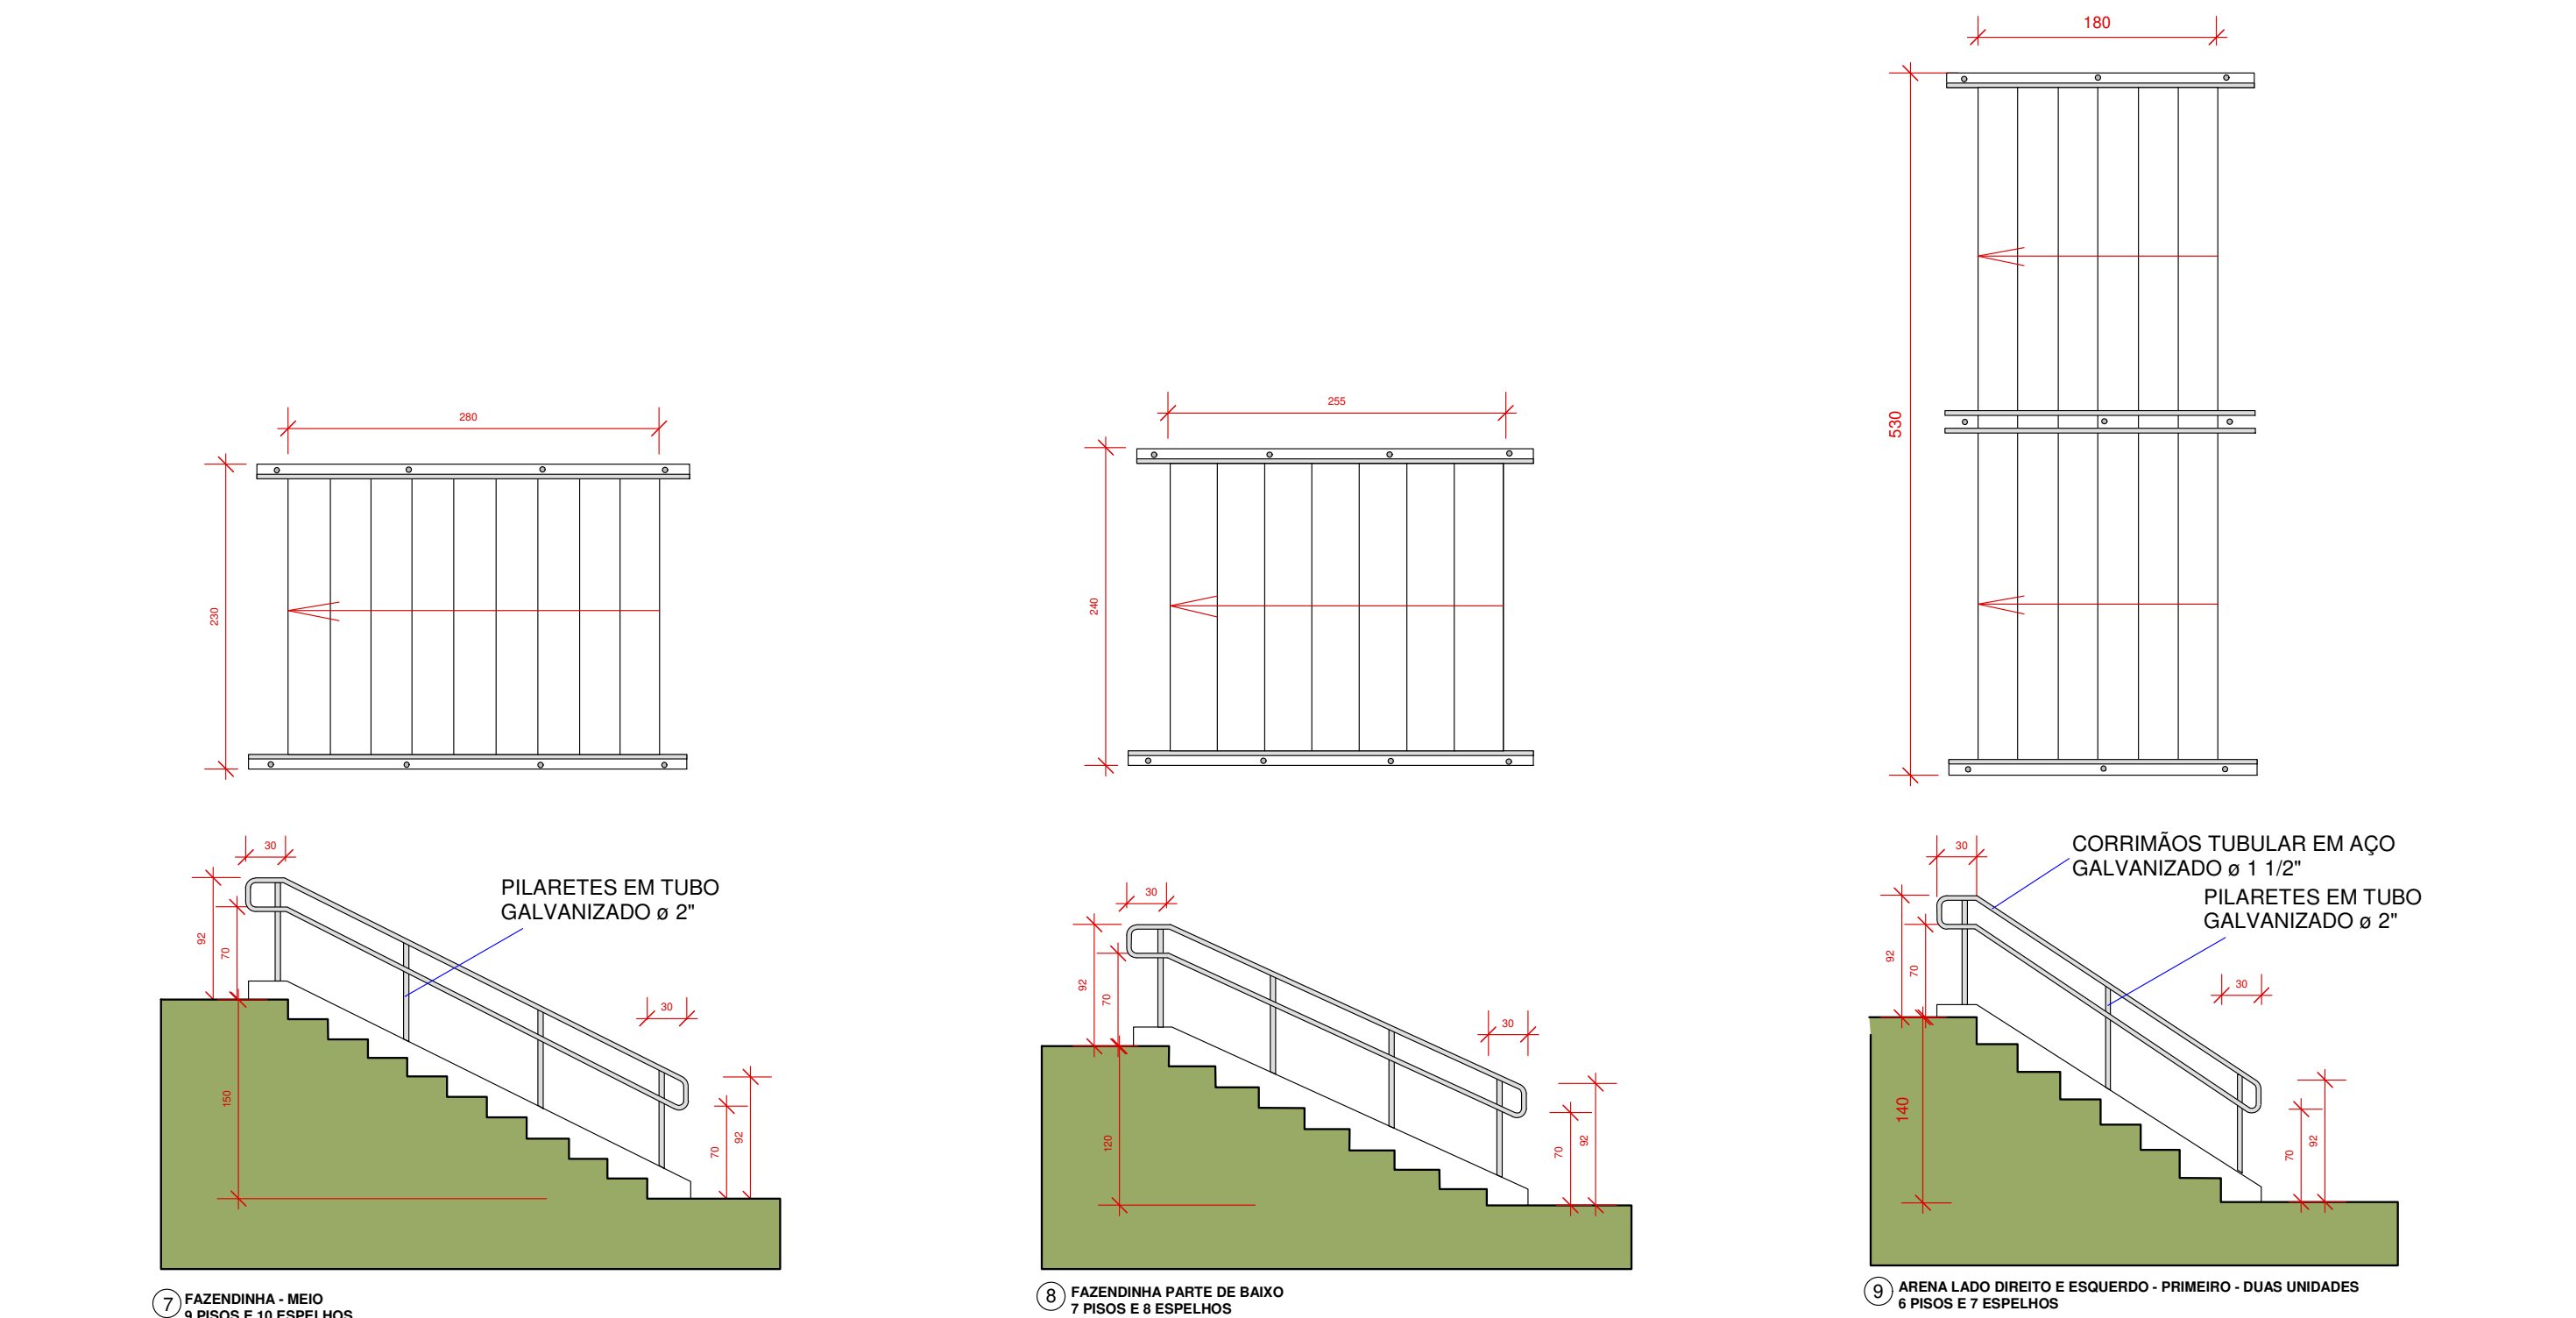 280
230
30
92
70
150
PILARETES EM TUBO
GALVANIZADO ø 2"
30
70
92
7
FAZENDINHA - MEIO
9 PISOS E 10 ESPELHOS
255
240
30
92
70
120
30
70
92
8
FAZENDINHA PARTE DE BAIXO
7 PISOS E 8 ESPELHOS
180
530
30
CORRIMÃOS TUBULAR EM AÇO
GALVANIZADO ø 1 1/2"
PILARETES EM TUBO
GALVANIZADO ø 2"
92
70
140
30
70
92
9
ARENA LADO DIREITO E ESQUERDO - PRIMEIRO - DUAS UNIDADES
6 PISOS E 7 ESPELHOS